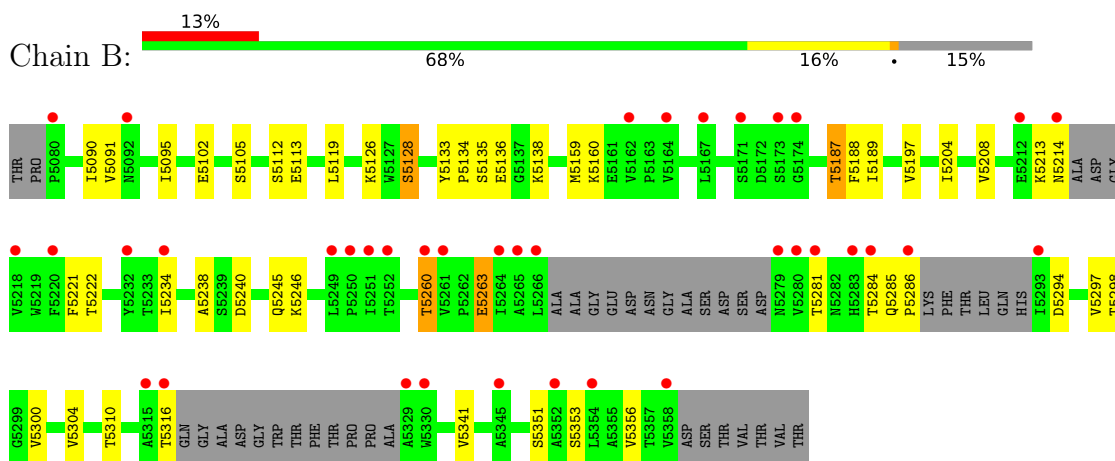 13%
Chain B:
68% 16% • 15%
THR PRO P5080 I5090 V5091 N5092 I5095 E5102 S5105 S5112 E5113 L5119 K5126 W5127 S5128 Y5133 P5134 S5135 E5136 G5137 K5138 M5159 K5160 E5161 V5162 P5163 V5164 L5167 S5171 D5172 S5173 G5174 T5187 F5188 I5189 V5197 I5204 V5208 E5212 K5213 N5214 ALA ASP GLY
V5218 W5219 F5220 F5221 T5222 Y5232 T5233 I5234 A5238 S5239 D5240 Q5245 K5246 L5249 P5250 I5251 T5252 T5260 V5261 P5262 E5263 I5264 A5265 L5266 ALA ALA GLY GLU ASP ASN GLY ALA SER ASP SER ASP N5279 V5280 T5281 N5282 H5283 T5284 Q5285 P5286 LYS PHE THR LEU GLN HIS I5293 D5294 V5297 T5298
G5299 V5300 V5304 T5310 A5315 T5316 GLN GLY ALA ASP GLY TRP THR PHE THR PRO PRO ALA A5329 W5330 V5341 A5345 S5351 A5352 S5353 L5354 A5355 V5356 T5357 V5358 ASP SER THR VAL THR VAL THR